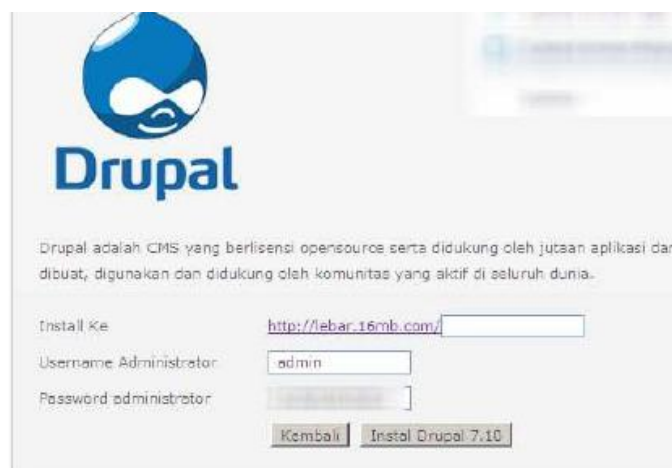 Drupal
Drupal adalah CMS yang berlisensi opensource serta didukung oleh jutaan aplikasi dan
dibuat, digunakan dan didukung oleh komunitas yang aktif di seluruh dunia.
Install Ke http://lebar.16mb.com/
Username Administrator admin
Password administrator
Kembali Instal Drupal 7.10